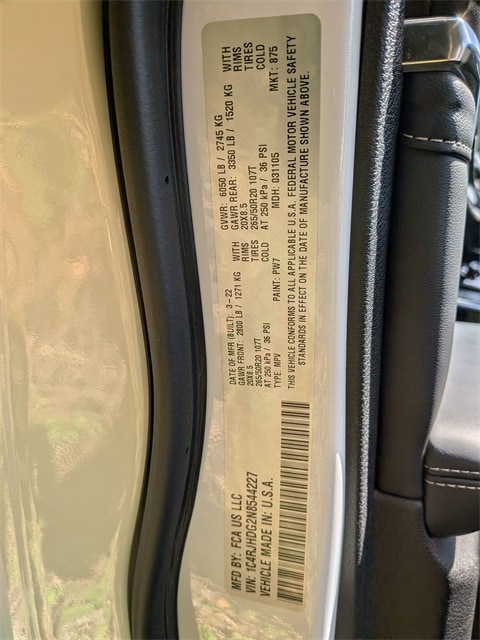 MFD BY: FCA US LLC
VIN: 1C4RJHDG2N8544227
VEHICLE MADE IN: U.S.A.
DATE OF MFR (BUILT): 3-22 GVWR: 6050 LB / 2745 KG
GAWR FRONT: 2800 LB / 1271 KG WITH GAWR REAR: 3350 LB / 1520 KG WITH
20X8.5 RIMS 20X8.5 RIMS
265/50R20 107T TIRES 265/50R20 107T TIRES
AT 250 kPa / 36 PSI COLD AT 250 kPa / 36 PSI COLD
TYPE: MPV PAINT: PW7 MDH: 031105 MKT: 875
THIS VEHICLE CONFORMS TO ALL APPLICABLE U.S.A. FEDERAL MOTOR VEHICLE SAFETY
STANDARDS IN EFFECT ON THE DATE OF MANUFACTURE SHOWN ABOVE.